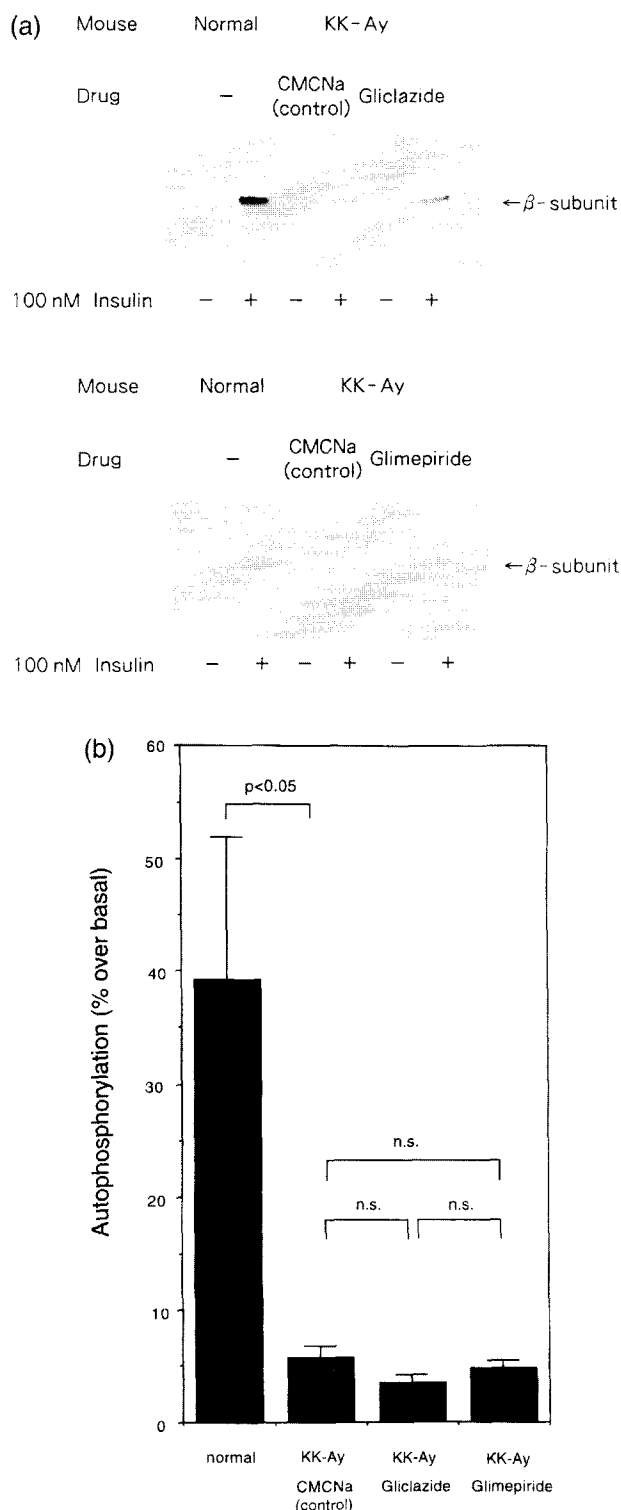 (a) Mouse Normal KK-Ay
Drug - CMCNa (control) Gliclazide
←β-subunit
100 nM Insulin - + - + - +
Mouse Normal KK-Ay
Drug - CMCNa (control) Glimepiride
←β-subunit
100 nM Insulin - + - + - +
(b)
Autophosphorylation (% over basal)
60
50
40
30
20
10
0
p<0.05
n.s.
n.s. n.s.
normal KK-Ay KK-Ay KK-Ay
CMCNa Gliclazide Glimepiride
(control)